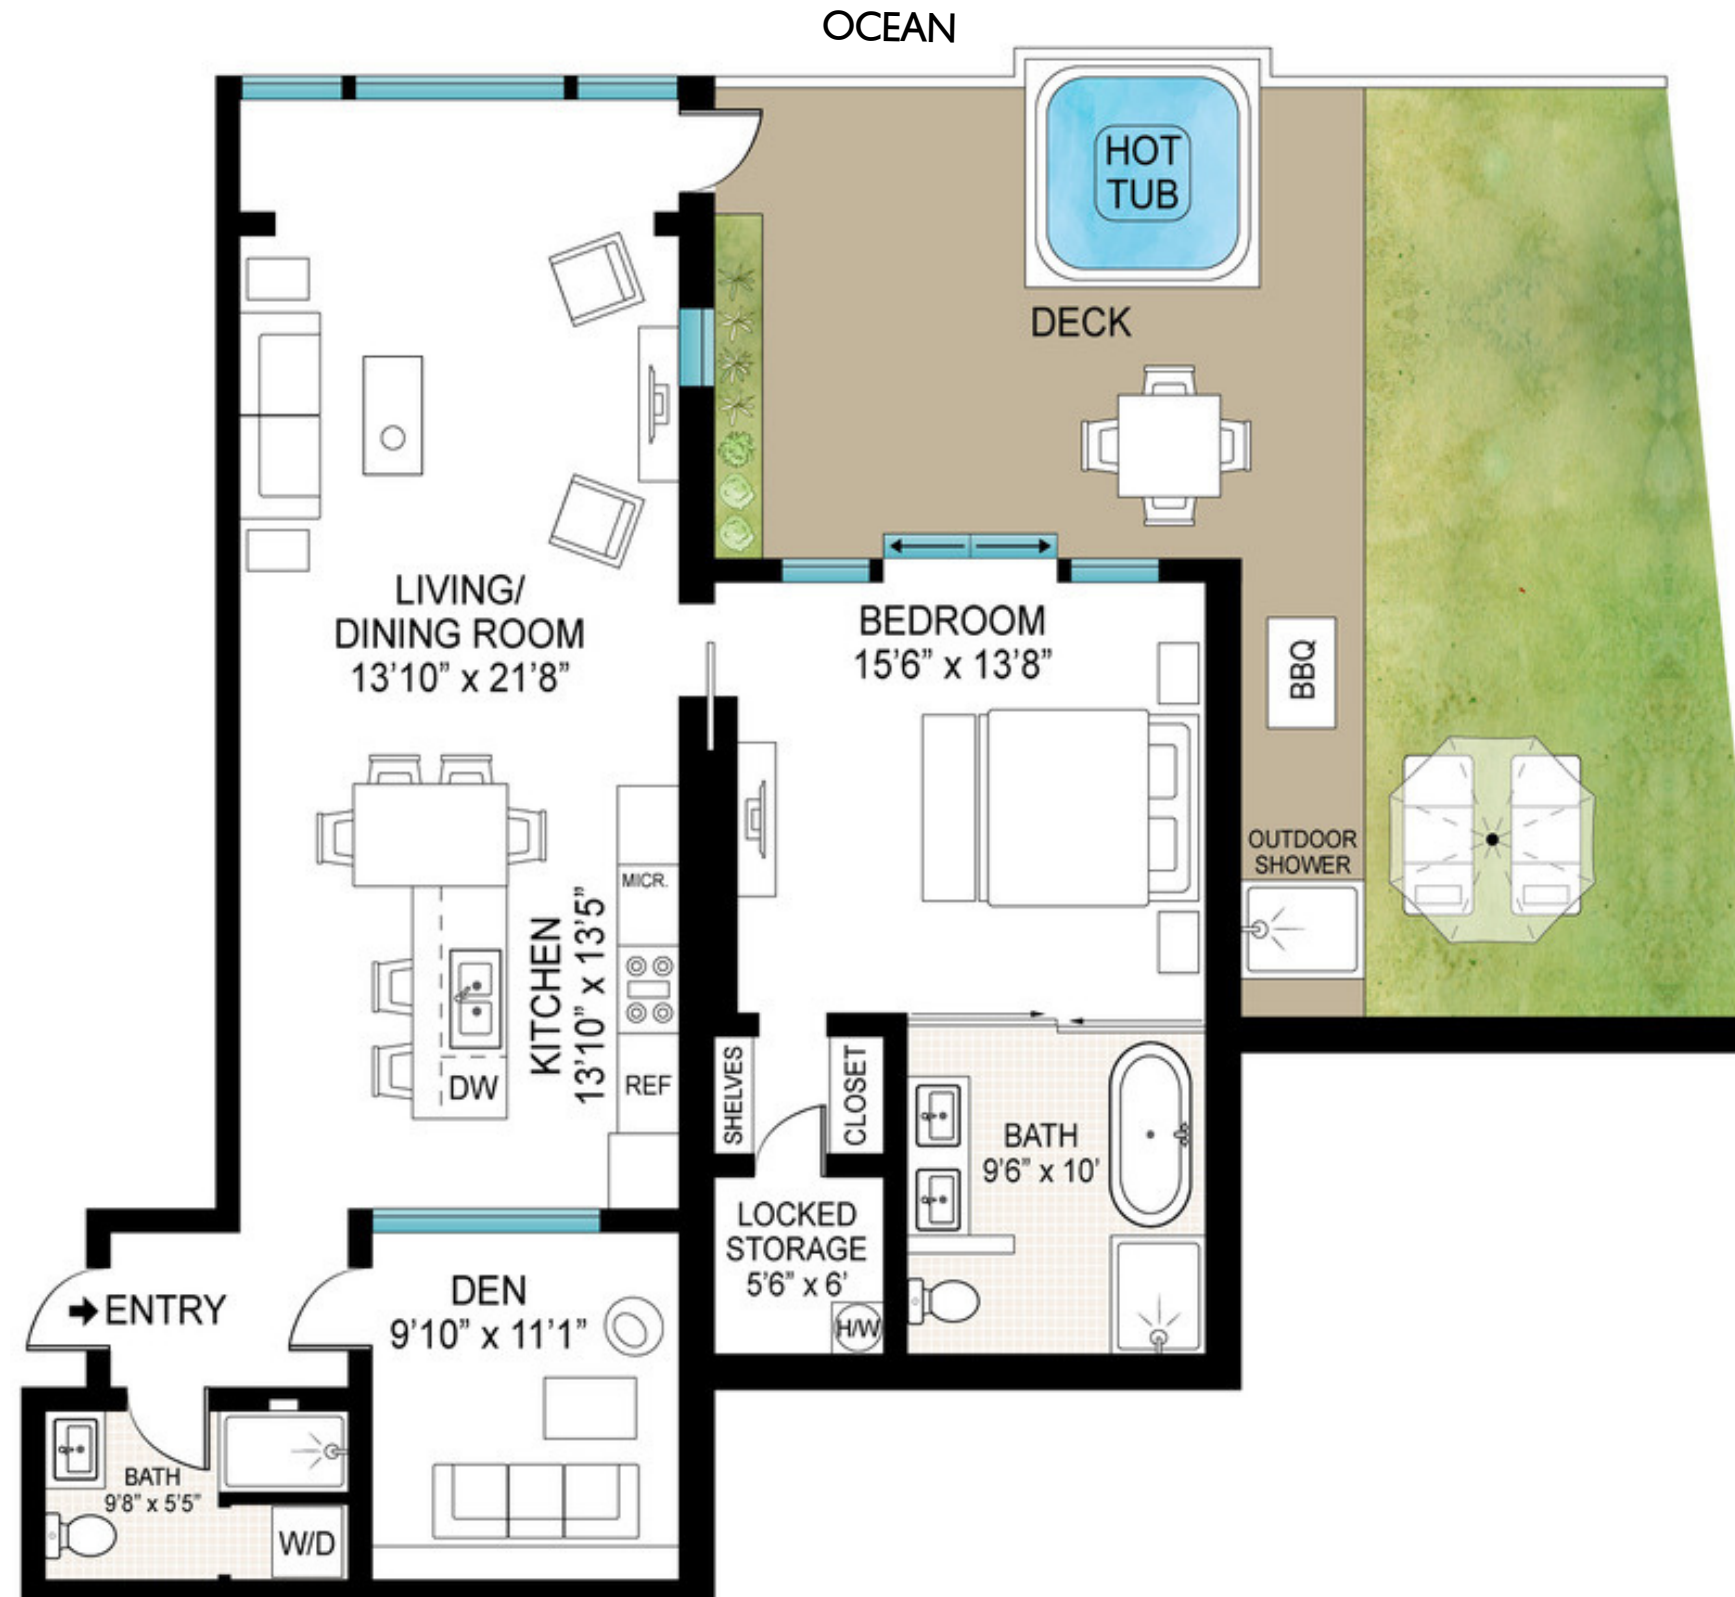 OCEAN
HOT
TUB
DECK
LIVING/
DINING ROOM
13'10” x 21'8”
BEDROOM
15'6” x 13'8”
BBQ
OUTDOOR
SHOWER
MICR.
KITCHEN
13'10” x 13'5”
DW
REF
SHELVES
CLOSET
BATH
9'6” x 10'
LOCKED
STORAGE
5'6” x 6'
H/W
ENTRY
DEN
9'10” x 11'1”
BATH
9'8” x 5'5”
W/D